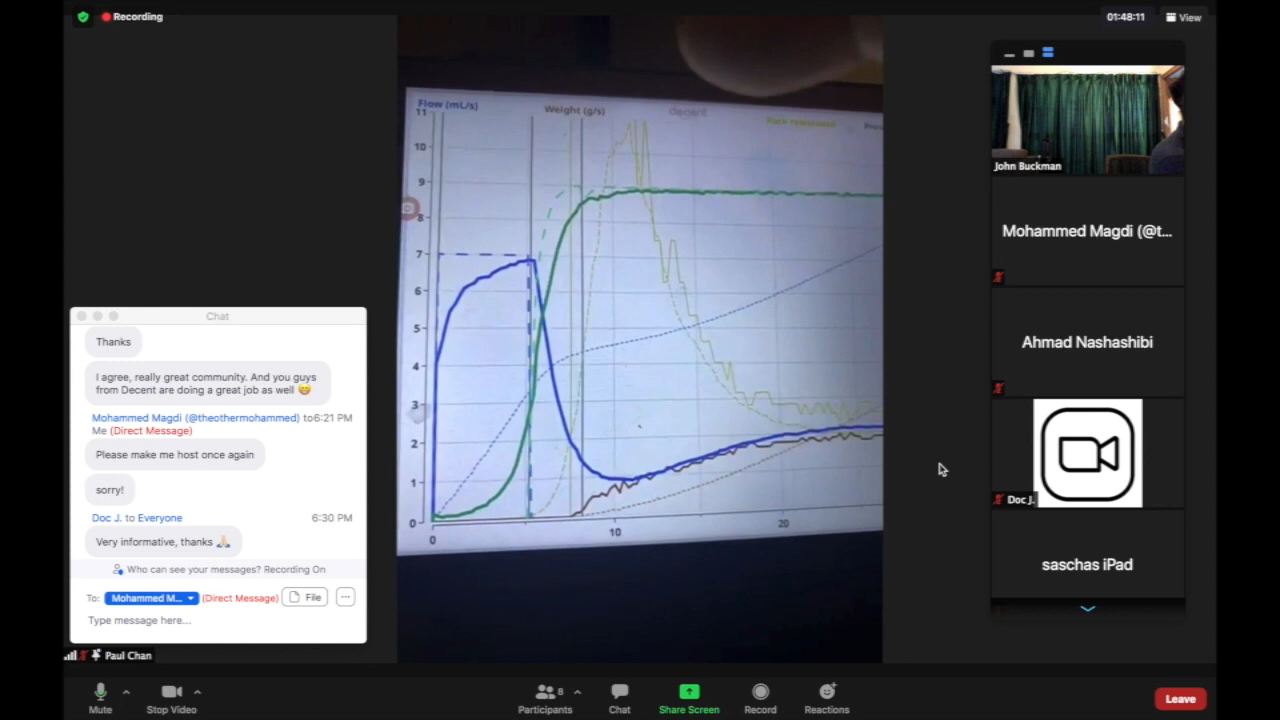 Recording
01:48:11
View
Flow (mL/s)
Weight (g/s)
decent
Puck resistance
11
10
9
8
7
6
5
4
3
2
1
0
0
10
20
Chat
Thanks
I agree, really great community. And you guys
from Decent are doing a great job as well 😄
Mohammed Magdi (@theothermohammed) to 6:21 PM
Me (Direct Message)
Please make me host once again
sorry!
Doc J. to Everyone 6:30 PM
Very informative, thanks 🙏🏻
Who can see your messages? Recording On
To: Mohammed M... (Direct Message) File ...
Type message here...
Paul Chan
John Buckman
Mohammed Magdi (@t...
Ahmad Nashashibi
Doc J.
saschas iPad
Mute
Stop Video
Participants
8
Chat
Share Screen
Record
Reactions
Leave